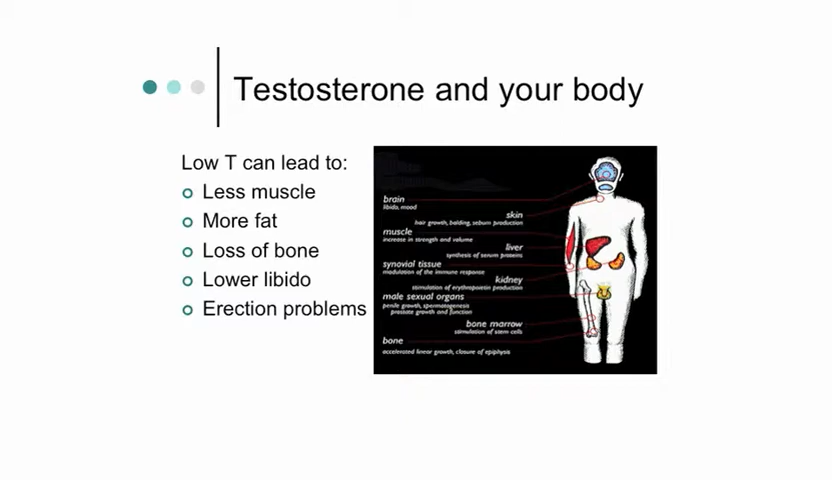 Testosterone and your body
Low T can lead to:
Less muscle
More fat
Loss of bone
Lower libido
Erection problems
brain
libido, mood
skin
hair growth, balding, sebum production
muscle
increase in strength and volume
liver
synthesis of serum proteins
synovial tissue
modulation of the immune response
kidney
stimulation of erythropoietin production
male sexual organs
penile growth, spermatogenesis
prostate growth and function
bone marrow
stimulation of stem cells
bone
accelerated linear growth, closure of epiphysis